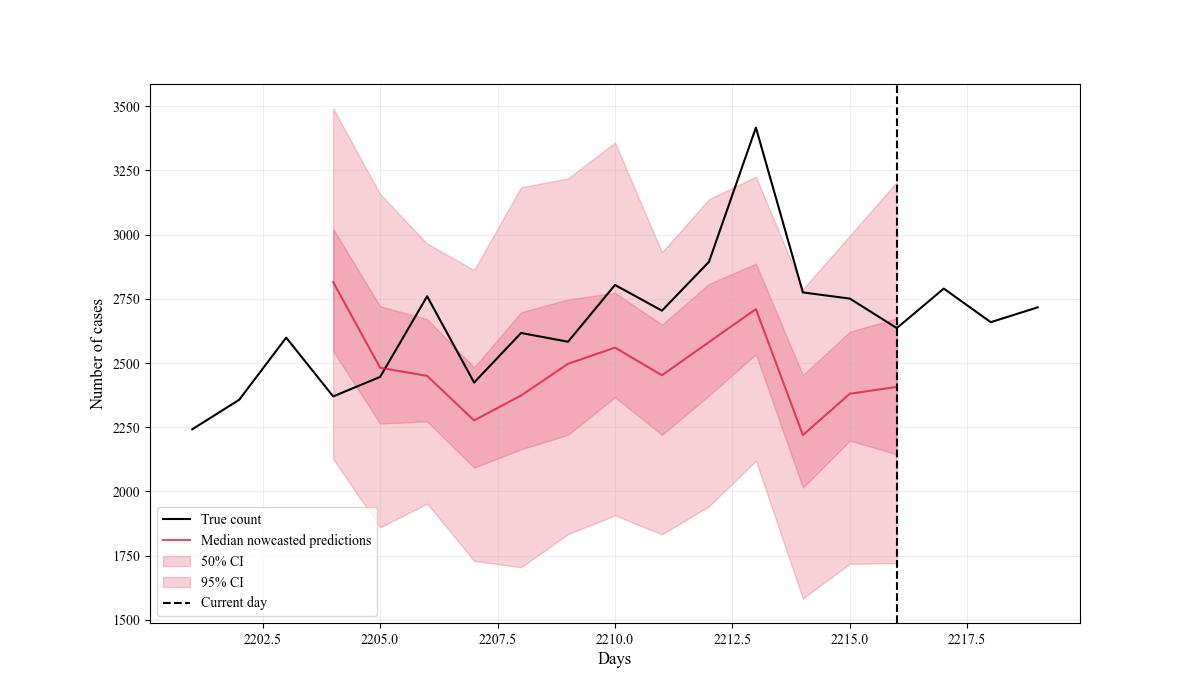 3500
3250
3000
2750
2500
2250
2000
1750
1500
Number of cases
True count
Median nowcasted predictions
50% CI
95% CI
Current day
2202.5 2205.0 2207.5 2210.0 2212.5 2215.0 2217.5
Days